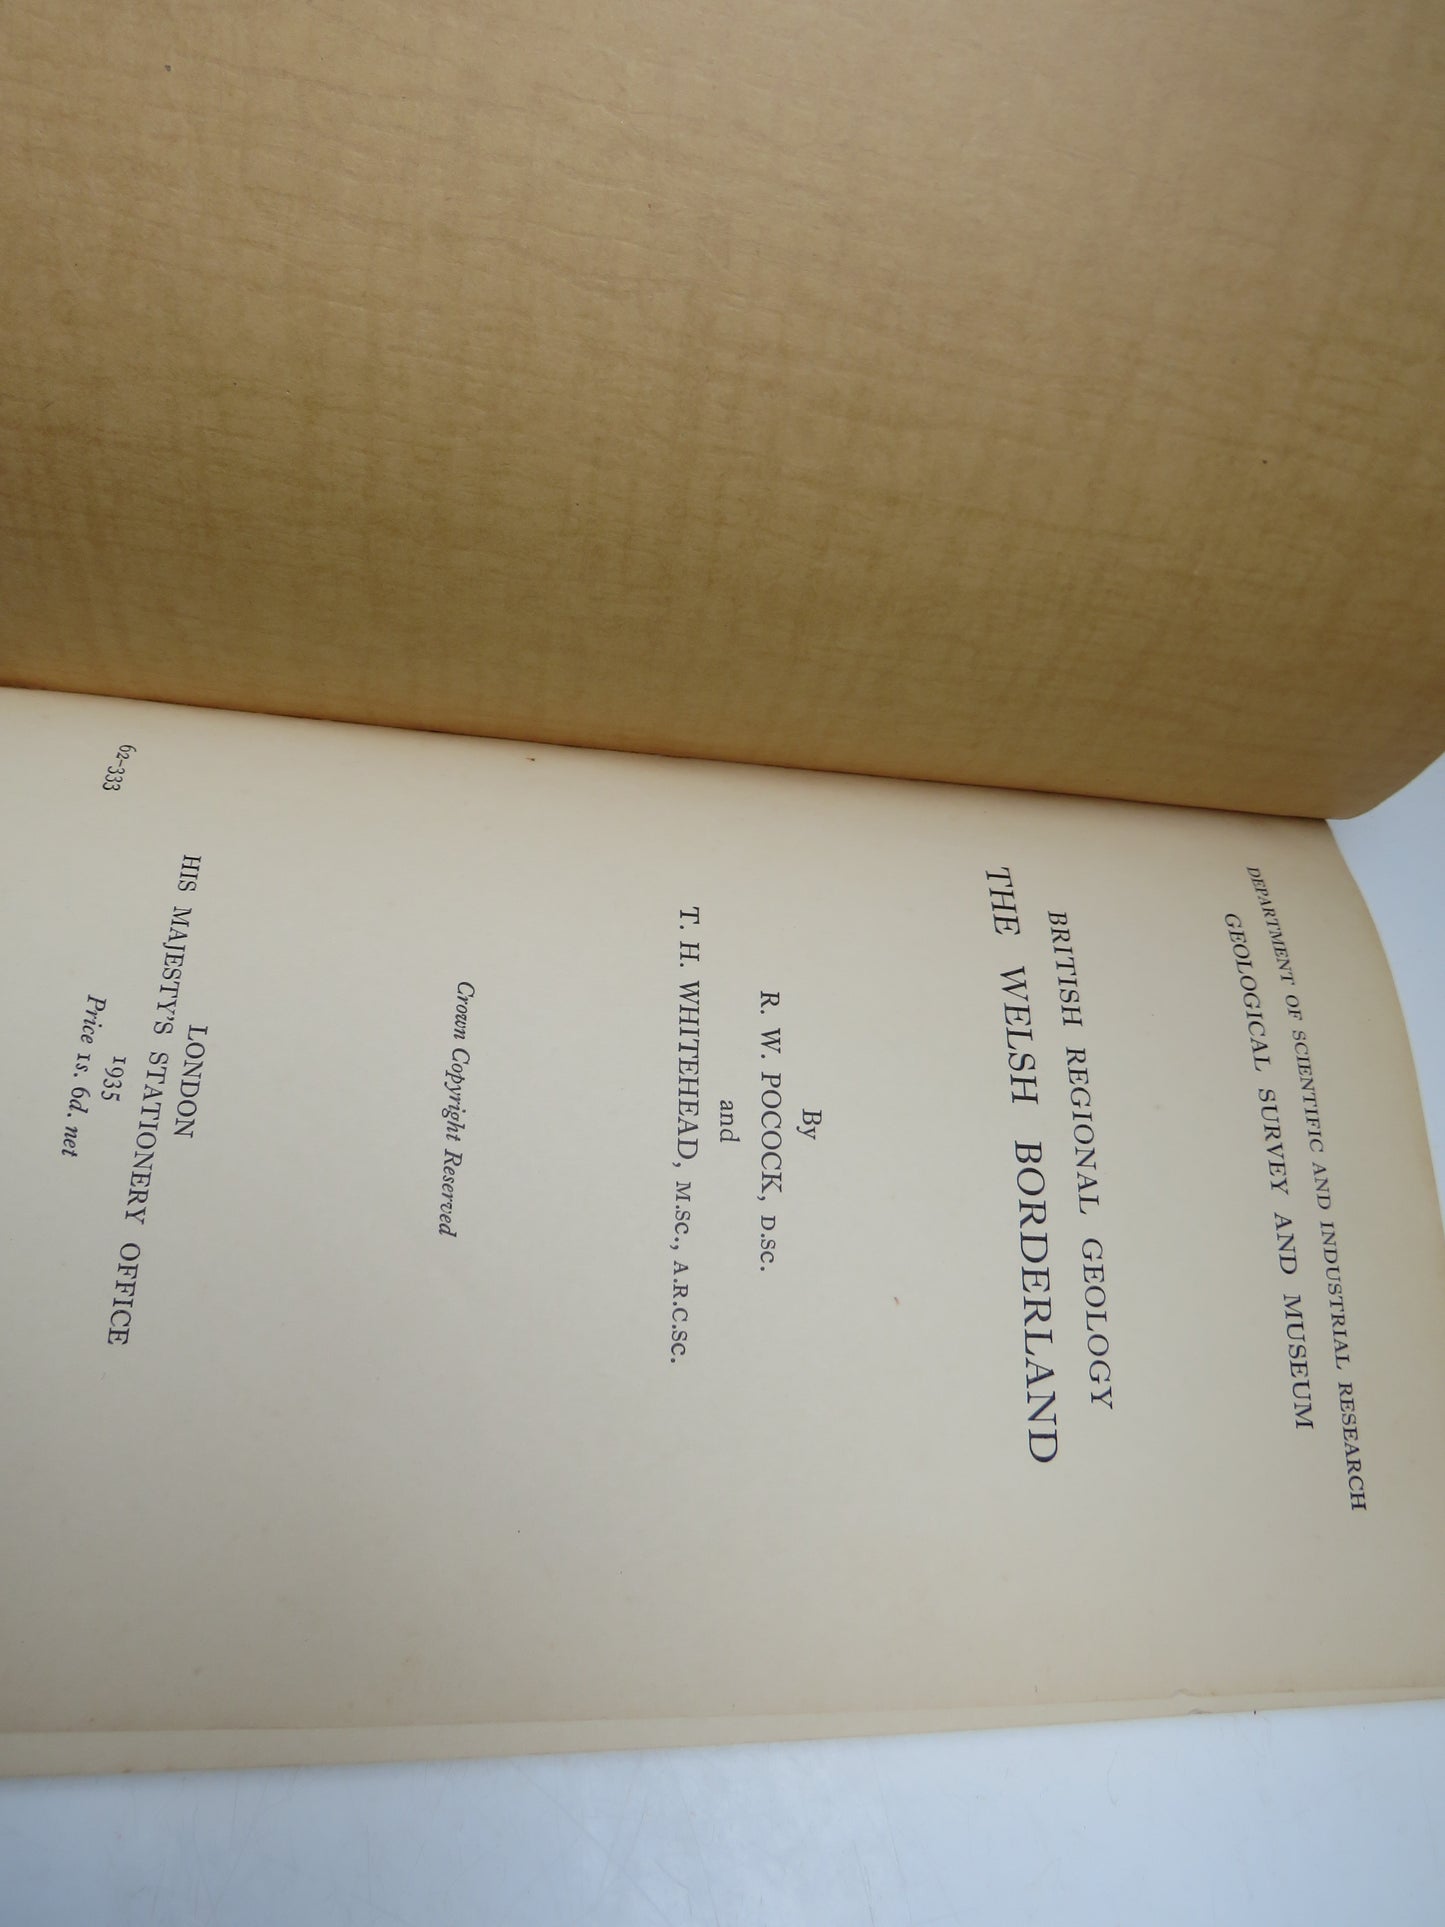 DEPARTMENT OF SCIENTIFIC AND INDUSTRIAL RESEARCH
GEOLOGICAL SURVEY AND MUSEUM
BRITISH REGIONAL GEOLOGY
THE WELSH BORDERLAND
By
R. W. POCOCK, D.SC.
and
T. H. WHITEHEAD, M.SC., A.R.C.SC.
Crown Copyright Reserved
LONDON
HIS MAJESTY'S STATIONERY OFFICE
1935
Price 1s. 6d. net
62-333